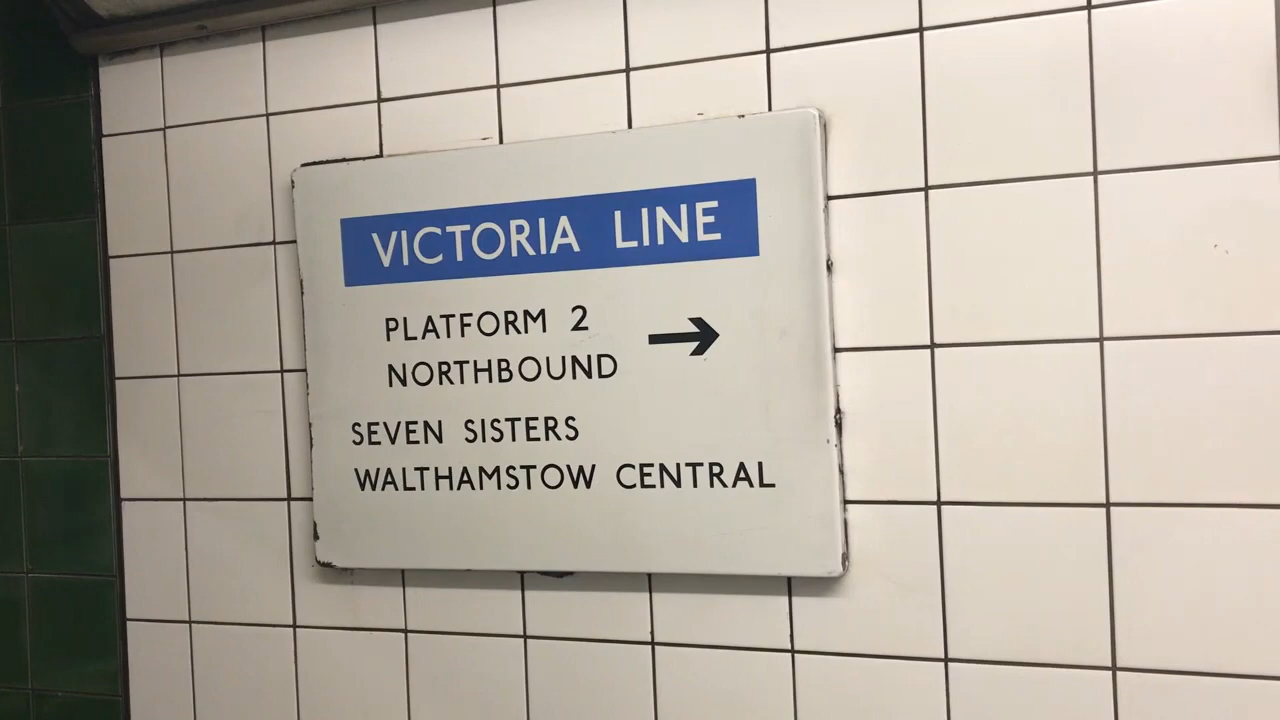 VICTORIA LINE
PLATFORM 2
NORTHBOUND
SEVEN SISTERS
WALTHAMSTOW CENTRAL